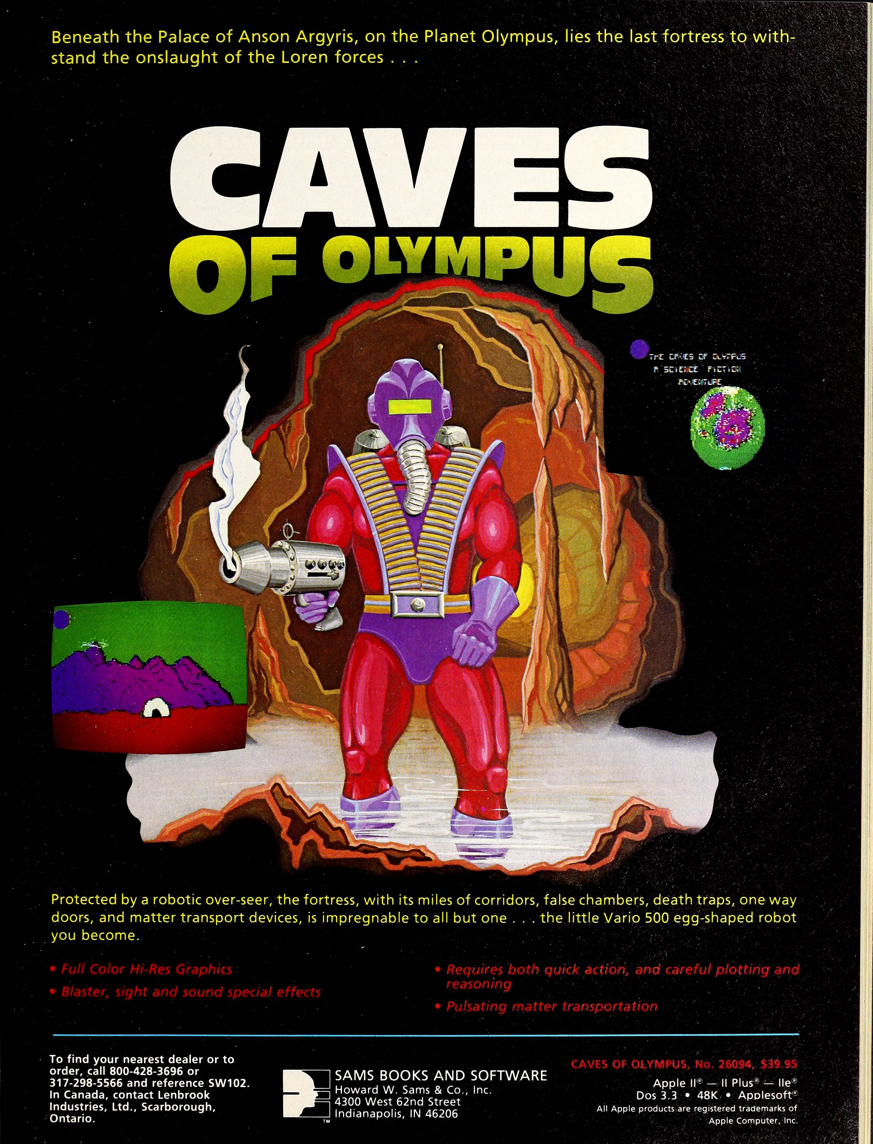 Beneath the Palace of Anson Argyris, on the Planet Olympus, lies the last fortress to with-
stand the onslaught of the Loren forces . . .
CAVES
OF OLYMPUS
THE CAVES OF OLYMPUS
A SCIENCE FICTION
ADVENTURE
Protected by a robotic over-seer, the fortress, with its miles of corridors, false chambers, death traps, one way
doors, and matter transport devices, is impregnable to all but one . . . the little Vario 500 egg-shaped robot
you become.
• Full Color Hi-Res Graphics
• Blaster, sight and sound special effects
• Requires both quick action, and careful plotting and
reasoning
• Pulsating matter transportation
To find your nearest dealer or to
order, call 800-428-3696 or
317-298-5566 and reference SW102.
In Canada, contact Lenbrook
Industries, Ltd., Scarborough,
Ontario.
TM
SAMS BOOKS AND SOFTWARE
Howard W. Sams & Co., Inc.
4300 West 62nd Street
Indianapolis, IN 46206
CAVES OF OLYMPUS, No. 26094, $39.95
Apple II® — II Plus® — IIe®
Dos 3.3 • 48K • Applesoft®
All Apple products are registered trademarks of
Apple Computer, Inc.